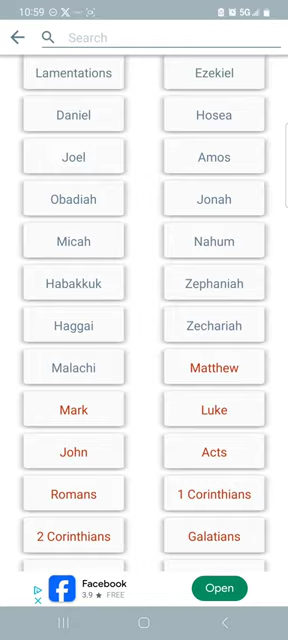 10:59
5G
Search
Lamentations
Ezekiel
Daniel
Hosea
Joel
Amos
Obadiah
Jonah
Micah
Nahum
Habakkuk
Zephaniah
Haggai
Zechariah
Malachi
Matthew
Mark
Luke
John
Acts
Romans
1 Corinthians
2 Corinthians
Galatians
Facebook
3.9 ★ FREE
Open